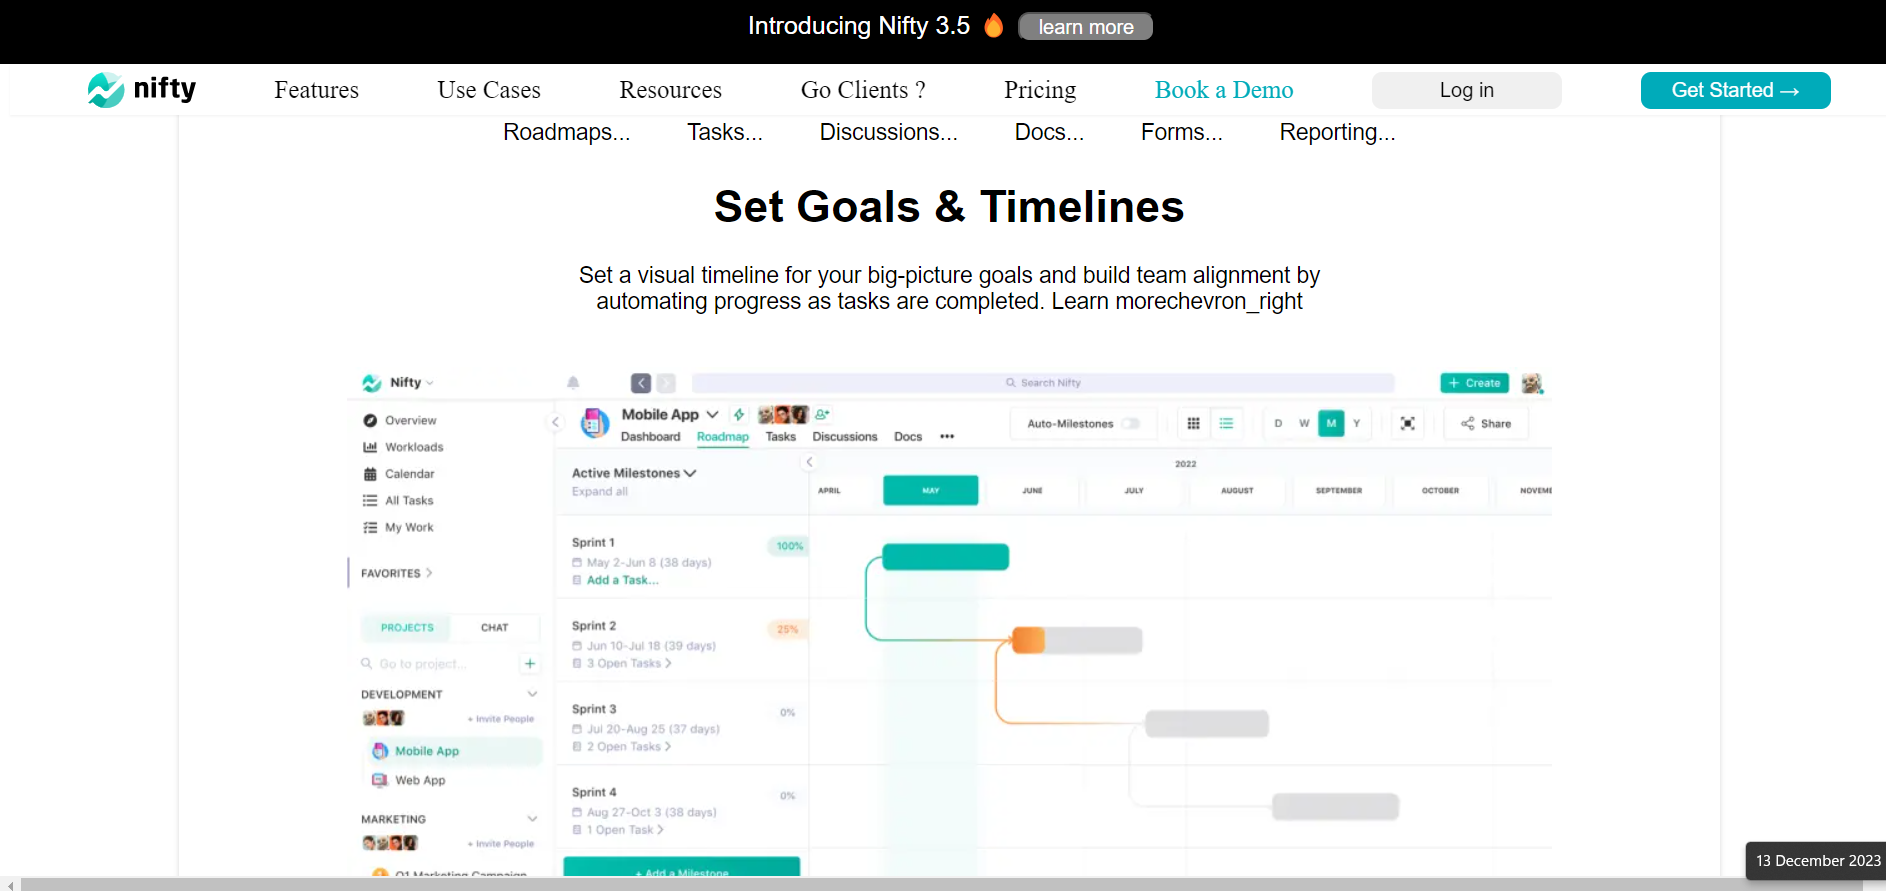 Introducing Nifty 3.5 🔥 learn more
nifty Features Use Cases Resources Go Clients ? Pricing Book a Demo Log in Get Started →
Roadmaps... Tasks... Discussions... Docs... Forms... Reporting...
Set Goals & Timelines
Set a visual timeline for your big-picture goals and build team alignment by
automating progress as tasks are completed. Learn morechevron_right
Nifty
Search Nifty
+ Create
Overview
Workloads
Calendar
All Tasks
My Work
FAVORITES >
PROJECTS CHAT
Go to project...
DEVELOPMENT
+ Invite People
Mobile App
Web App
MARKETING
+ Invite People
Q1 Marketing Campaign
Mobile App
Dashboard Roadmap Tasks Discussions Docs •••
Auto-Milestones
D W M Y
Share
Active Milestones
Expand all
2022
APRIL MAY JUNE JULY AUGUST SEPTEMBER OCTOBER NOVEME
Sprint 1
100%
May 2-Jun 8 (38 days)
Add a Task...
Sprint 2
25%
Jun 10-Jul 18 (39 days)
3 Open Tasks >
Sprint 3
0%
Jul 20-Aug 25 (37 days)
2 Open Tasks >
Sprint 4
0%
Aug 27-Oct 3 (38 days)
1 Open Task >
+ Add a Milestone
13 December 2023